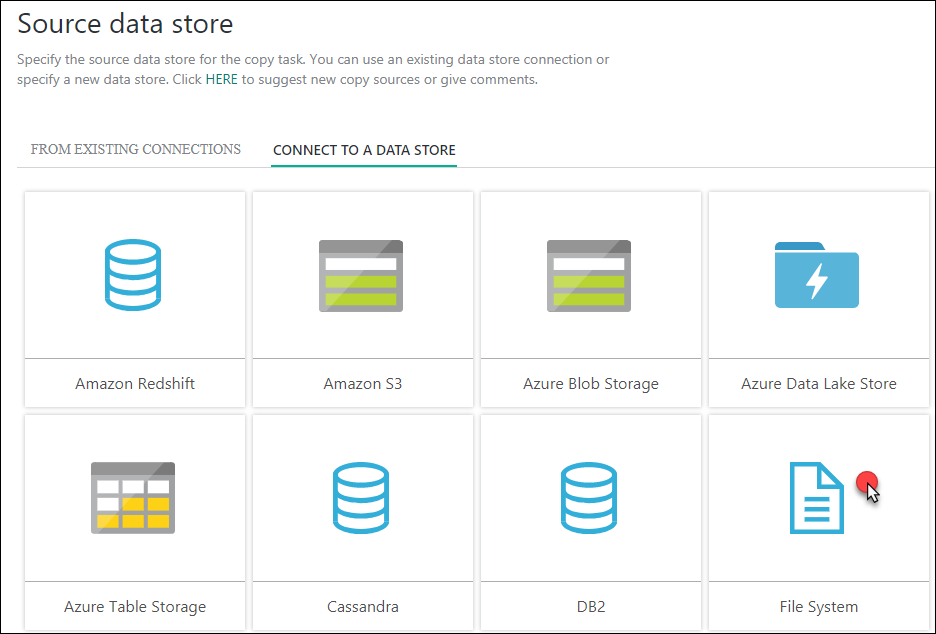 Source data store
Specify the source data store for the copy task. You can use an existing data store connection or
specify a new data store. Click HERE to suggest new copy sources or give comments.
FROM EXISTING CONNECTIONS
CONNECT TO A DATA STORE
Amazon Redshift
Amazon S3
Azure Blob Storage
Azure Data Lake Store
Azure Table Storage
Cassandra
DB2
File System